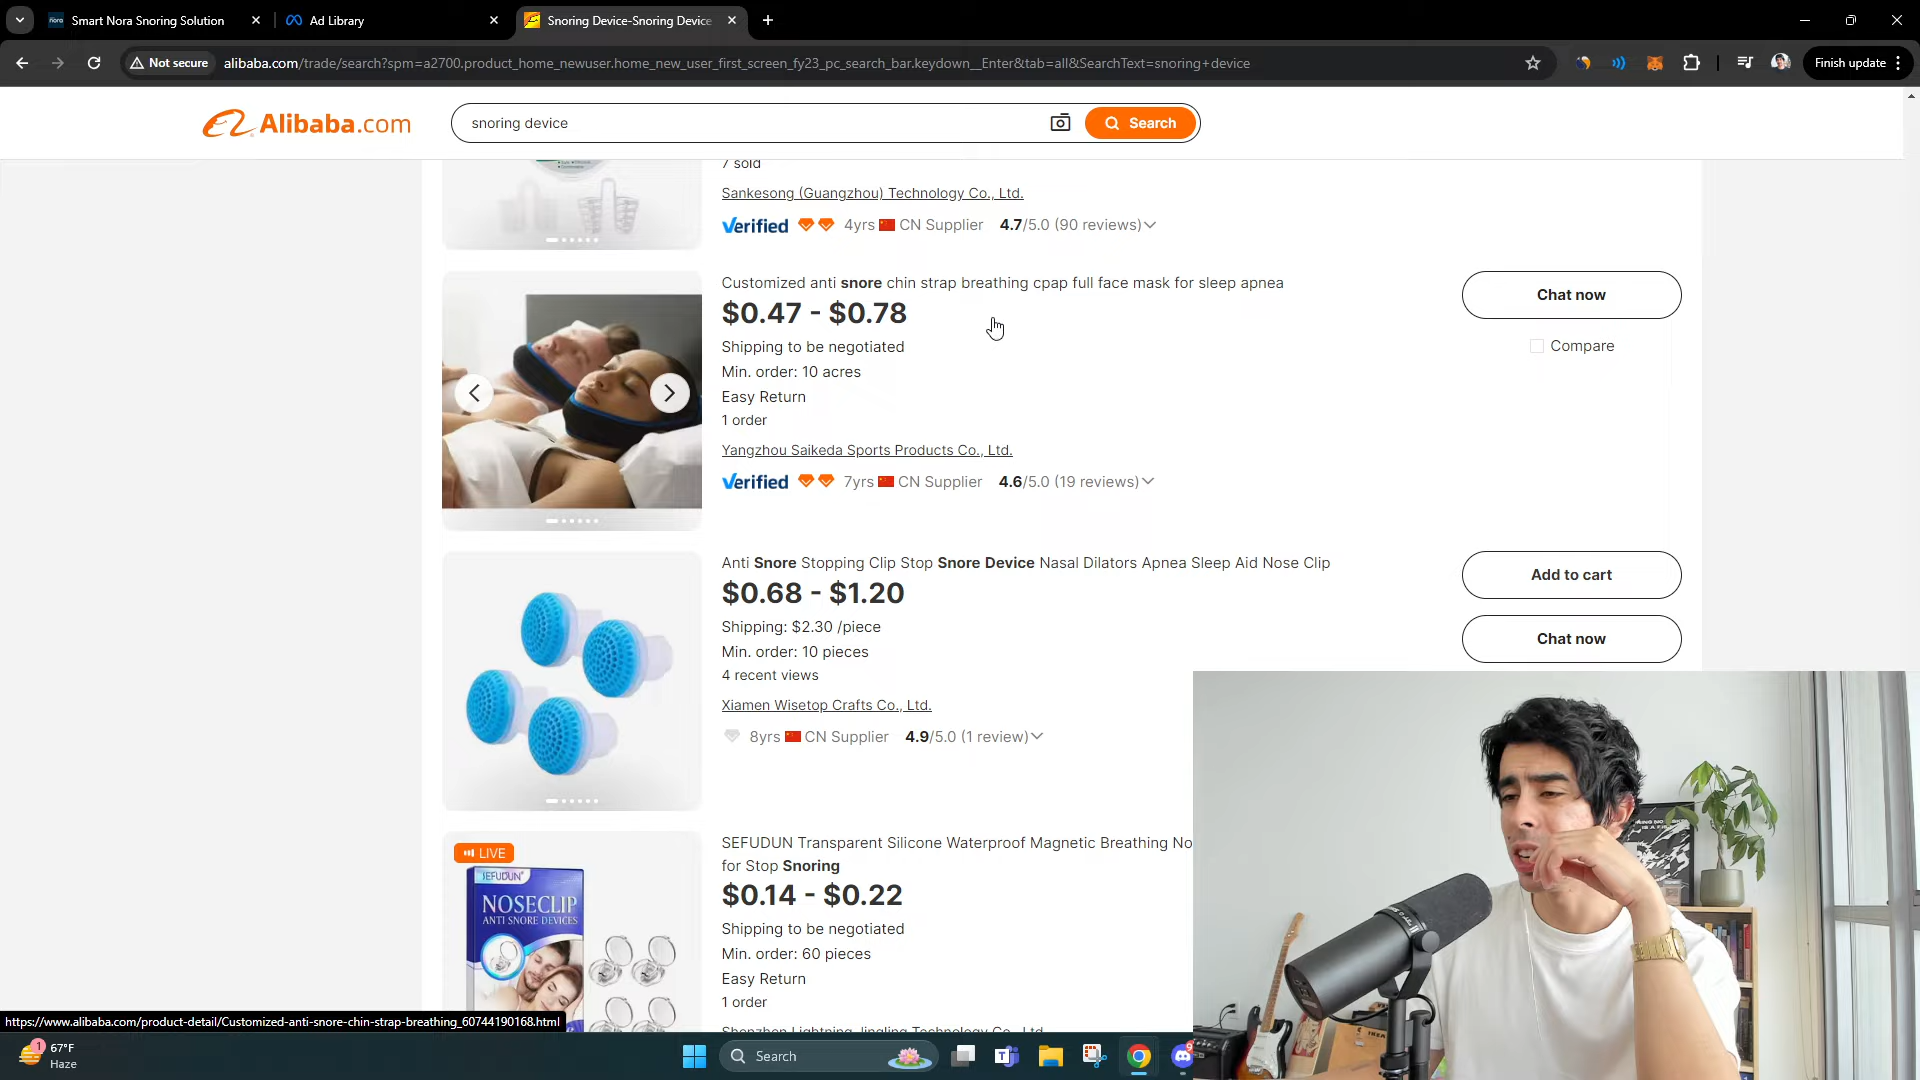 Smart Nora Snoring Solution
Ad Library
Snoring Device-Snoring Device
Not secure
alibaba.com/trade/search?spm=a2700.product_home_newuser.home_new_user_first_screen_fy23_pc_search_bar.keydown__Enter&tab=all&SearchText=snoring+device
Finish update
Alibaba.com
snoring device
Search
7 sold
Sankesong (Guangzhou) Technology Co., Ltd.
Verified 4yrs CN Supplier 4.7/5.0 (90 reviews)
Customized anti snore chin strap breathing cpap full face mask for sleep apnea
$0.47 - $0.78
Shipping to be negotiated
Min. order: 10 acres
Easy Return
1 order
Yangzhou Saikeda Sports Products Co., Ltd.
Verified 7yrs CN Supplier 4.6/5.0 (19 reviews)
Chat now
Compare
Anti Snore Stopping Clip Stop Snore Device Nasal Dilators Apnea Sleep Aid Nose Clip
$0.68 - $1.20
Shipping: $2.30 /piece
Min. order: 10 pieces
4 recent views
Xiamen Wisetop Crafts Co., Ltd.
8yrs CN Supplier 4.9/5.0 (1 review)
Add to cart
Chat now
LIVE
SEFUDUN
NOSECLIP
ANTI SNORE DEVICES
SEFUDUN Transparent Silicone Waterproof Magnetic Breathing No
for Stop Snoring
$0.14 - $0.22
Shipping to be negotiated
Min. order: 60 pieces
Easy Return
1 order
Shenzhen Lightning Jingling Technology Co., Ltd.
https://www.alibaba.com/product-detail/Customized-anti-snore-chin-strap-breathing_60744190168.html
1
67°F
Haze
Search